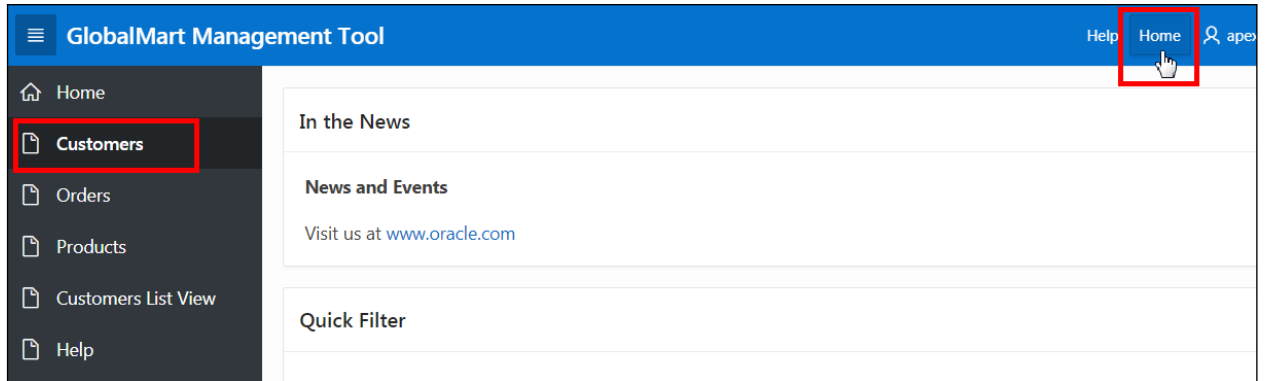 GlobalMart Management Tool
Help Home apex
Home
Customers
Orders
Products
Customers List View
Help
In the News
News and Events
Visit us at www.oracle.com
Quick Filter